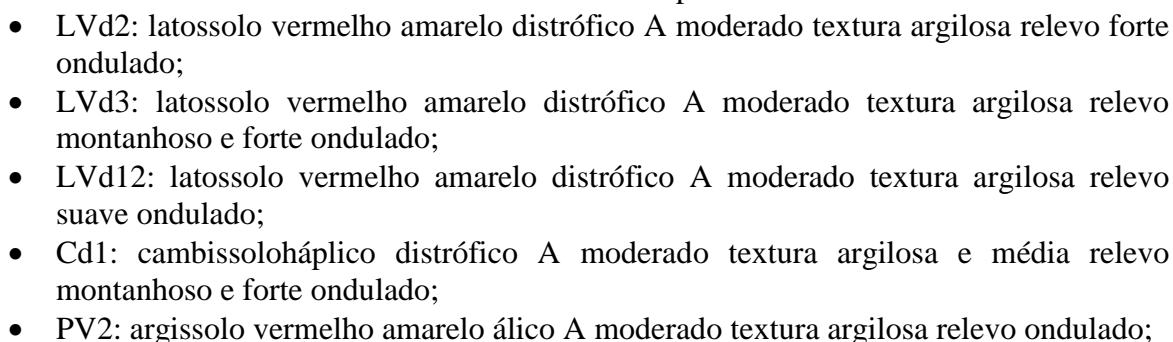 • LVd2: latossolo vermelho amarelo distrófico A moderado textura argilosa relevo forte
ondulado;
• LVd3: latossolo vermelho amarelo distrófico A moderado textura argilosa relevo
montanhoso e forte ondulado;
• LVd12: latossolo vermelho amarelo distrófico A moderado textura argilosa relevo
suave ondulado;
• Cd1: cambissoloháplico distrófico A moderado textura argilosa e média relevo
montanhoso e forte ondulado;
• PV2: argissolo vermelho amarelo álico A moderado textura argilosa relevo ondulado;